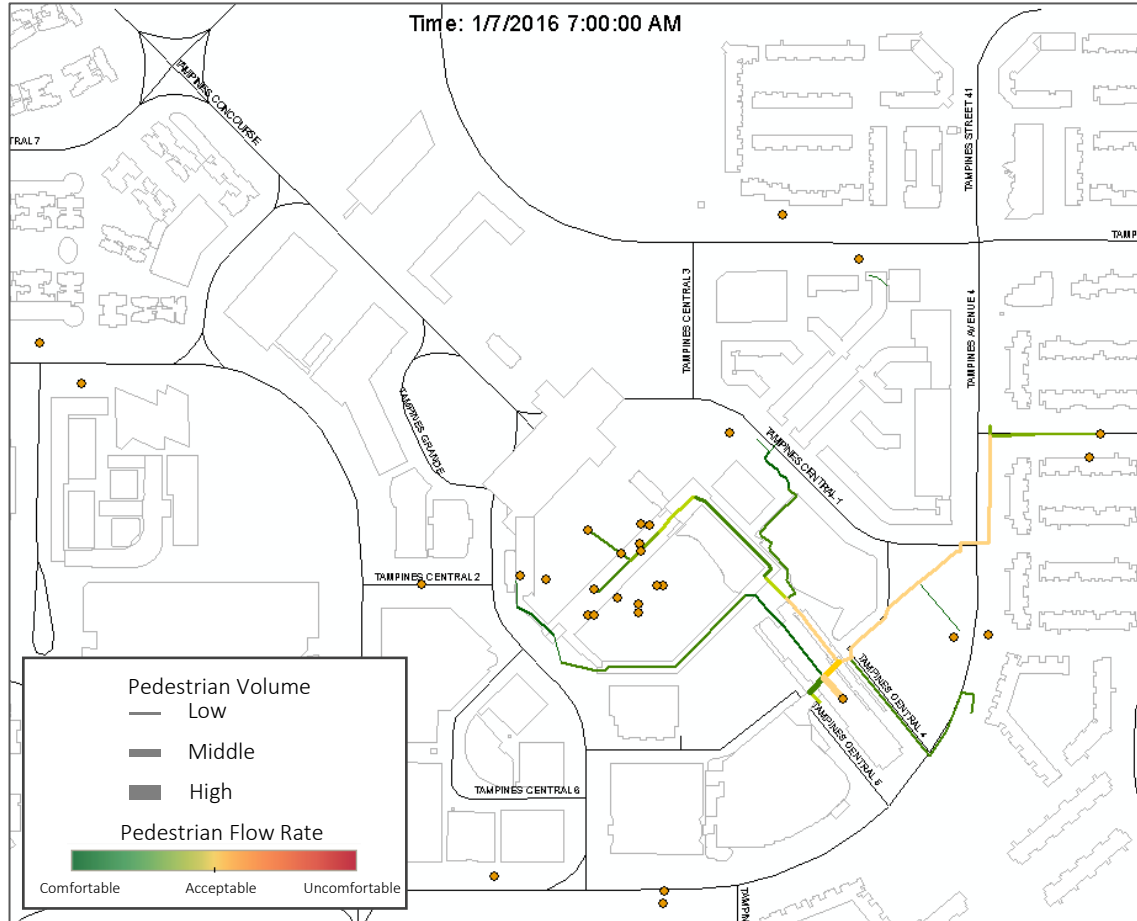 Time: 1/7/2016 7:00:00 AM
TAMPINES CONCOURSE
TRAL 7
TAMPINES STREET 41
TAMP
TAMPINES CENTRAL 3
TAMPINES AVENUE 4
TAMPINES GRANDE
TAMPINES CENTRAL 1
TAMPINES CENTRAL 2
TAMPINES CENTRAL 4
TAMPINES CENTRAL 5
TAMPINES CENTRAL 6
TAMPIN
Pedestrian Volume
Low
Middle
High
Pedestrian Flow Rate
Comfortable Acceptable Uncomfortable